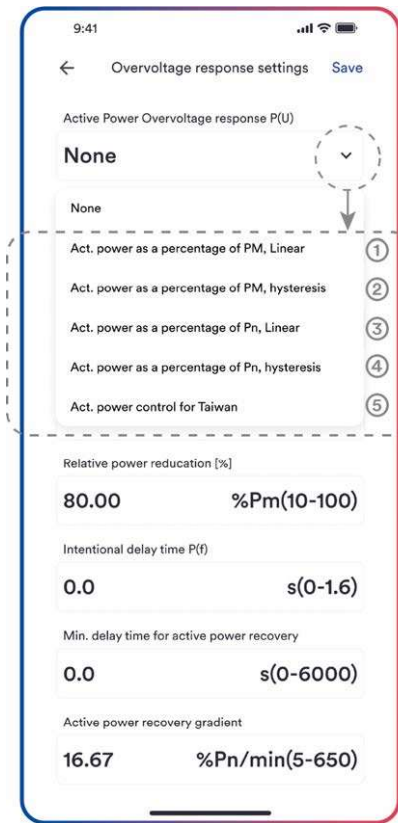 9:41
Overvoltage response settings Save
Active Power Overvoltage response P(U)
None
None
Act. power as a percentage of PM, Linear ①
Act. power as a percentage of PM, hysteresis ②
Act. power as a percentage of Pn, Linear ③
Act. power as a percentage of Pn, hysteresis ④
Act. power control for Taiwan ⑤
Relative power reducation [%]
80.00 %Pm(10-100)
Intentional delay time P(f)
0.0 s(0-1.6)
Min. delay time for active power recovery
0.0 s(0-6000)
Active power recovery gradient
16.67 %Pn/min(5-650)